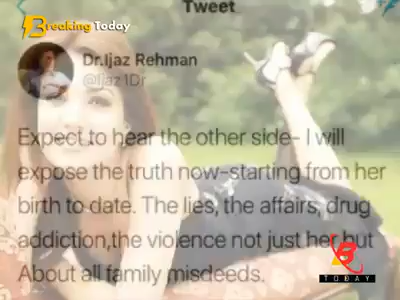 Tweet
Breaking Today
Dr.Ijaz Rehman
@Ijaz1Dr
Expect to hear the other side- I will
expose the truth now-starting from her
birth to date. The lies, the affairs, drug
addiction,the violence not just her but
About all family misdeeds.
TODAY